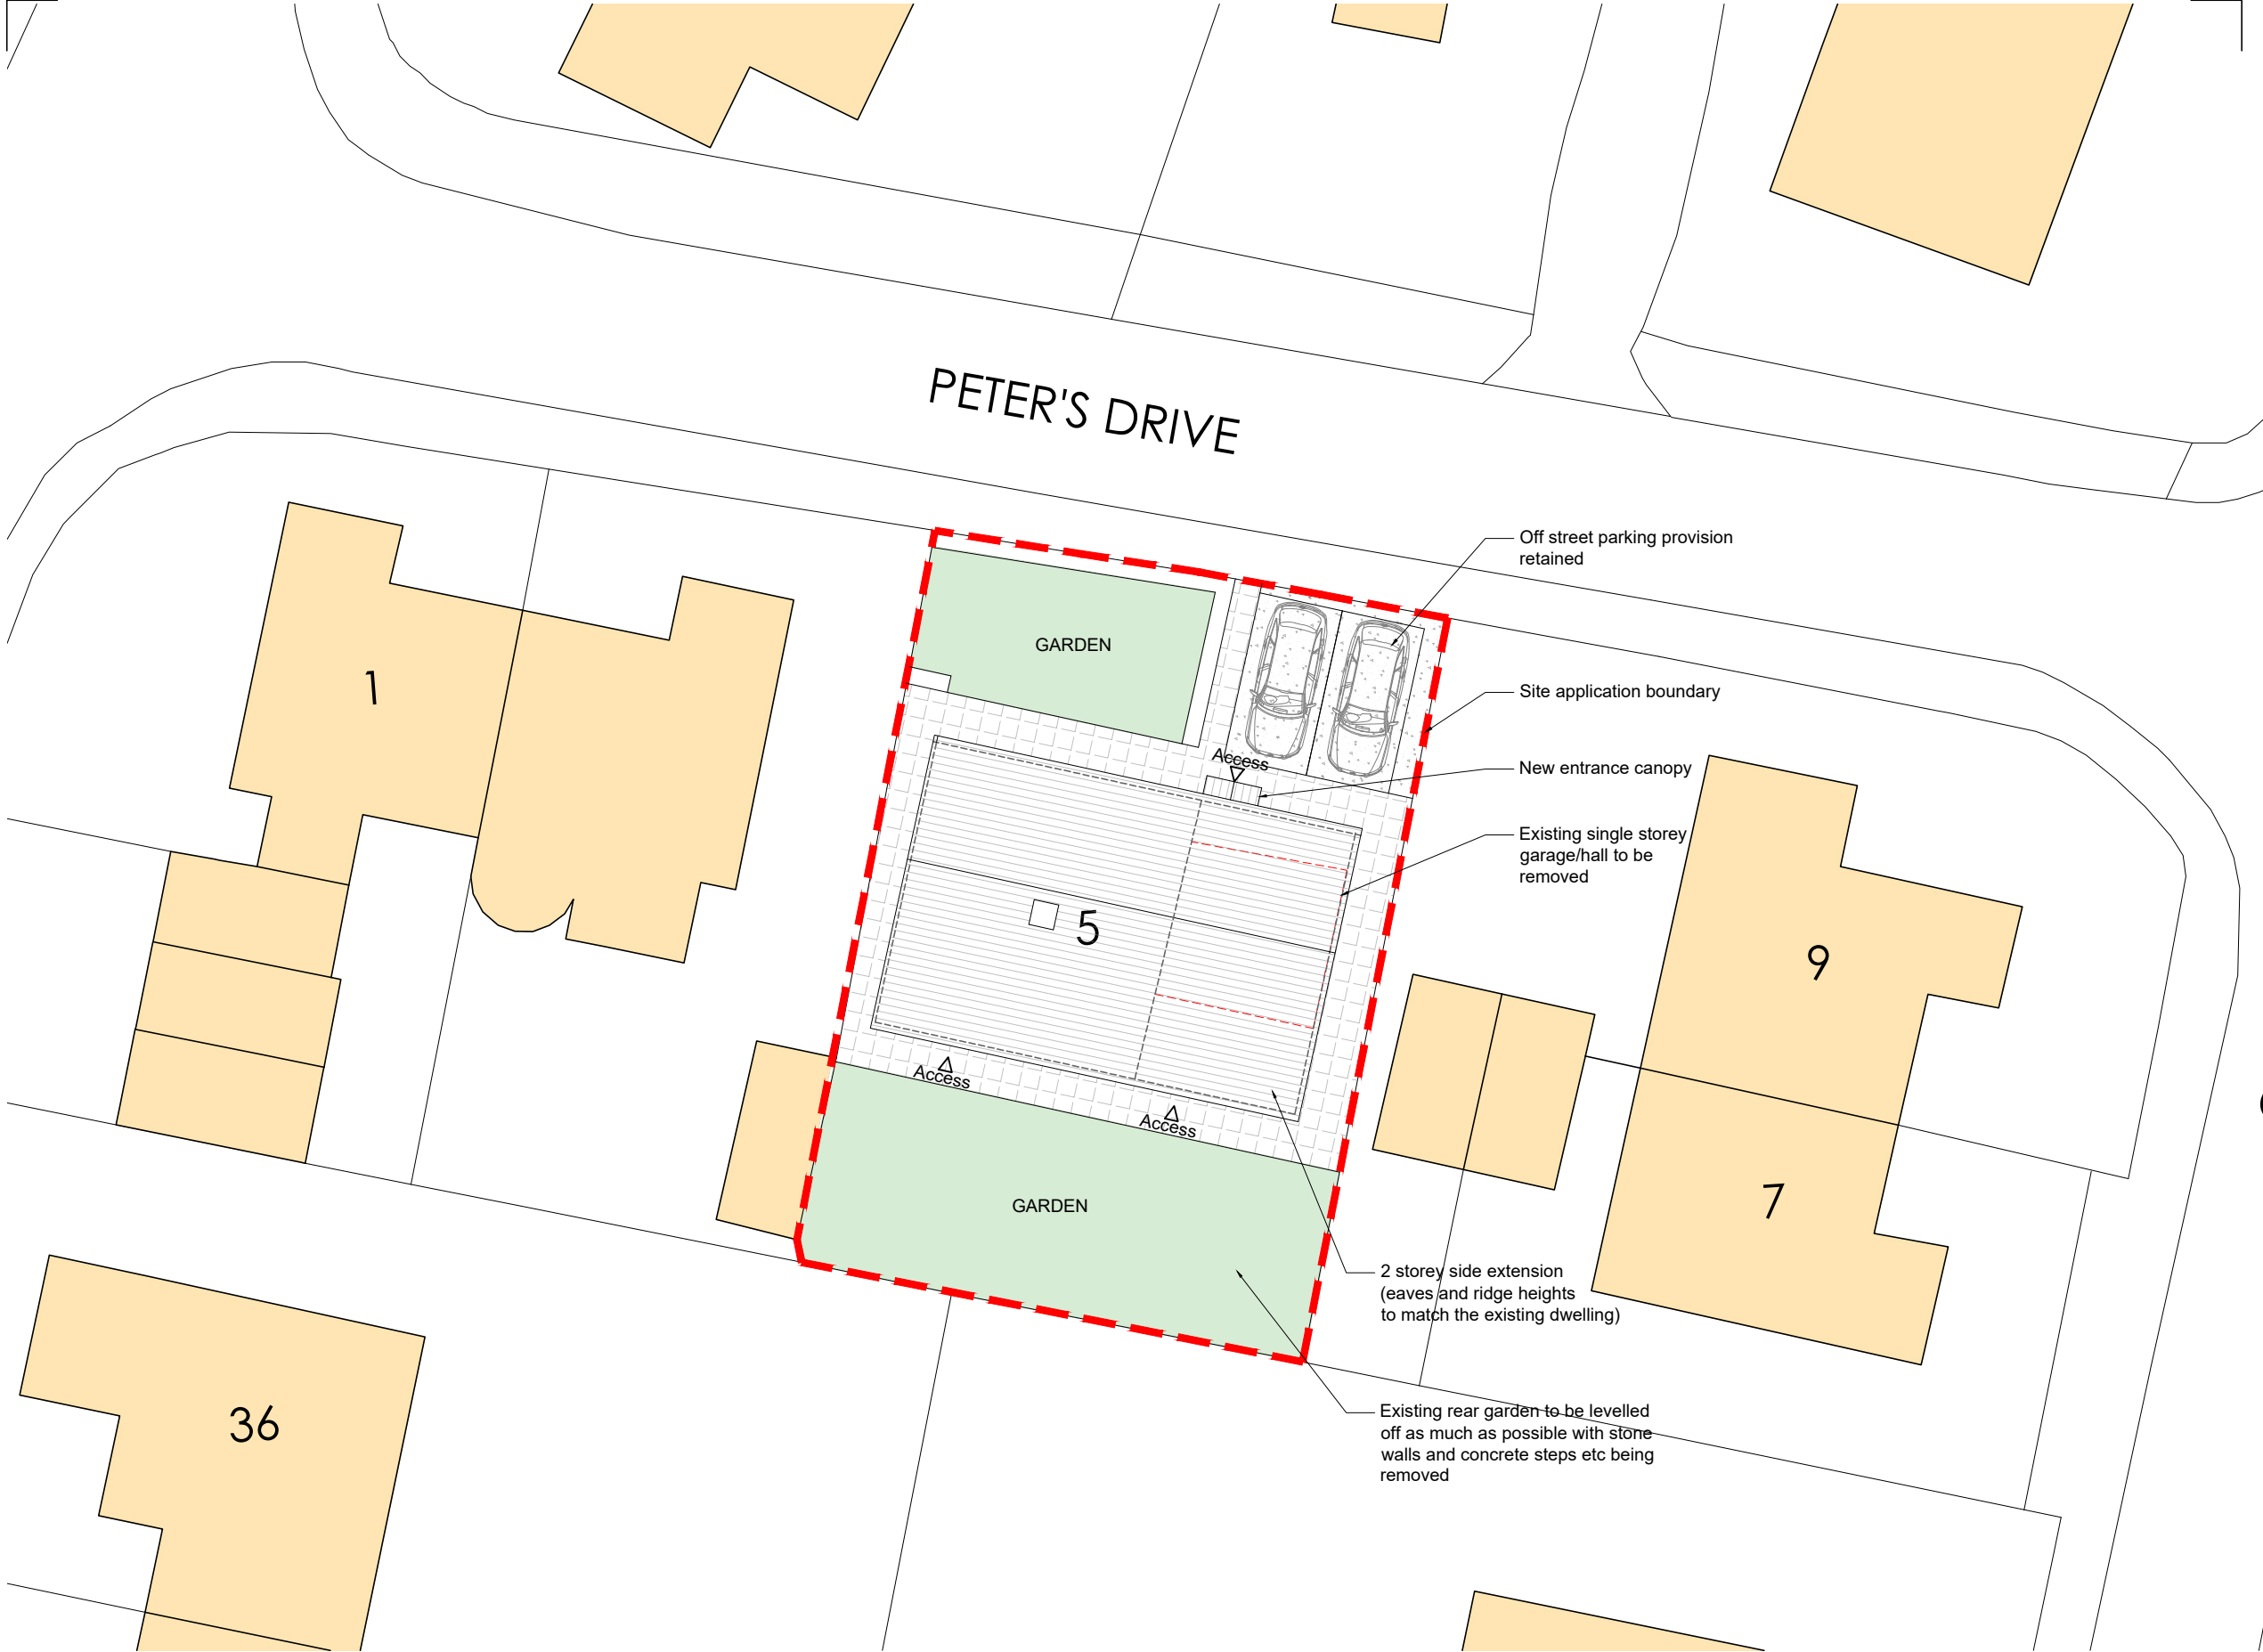 PETER'S DRIVE
Off street parking provision
retained
GARDEN
Site application boundary
1
Access
New entrance canopy
Existing single storey
garage/hall to be
removed
5
9
Access
Access
7
GARDEN
2 storey side extension
(eaves and ridge heights
to match the existing dwelling)
36
Existing rear garden to be levelled
off as much as possible with stone
walls and concrete steps etc being
removed